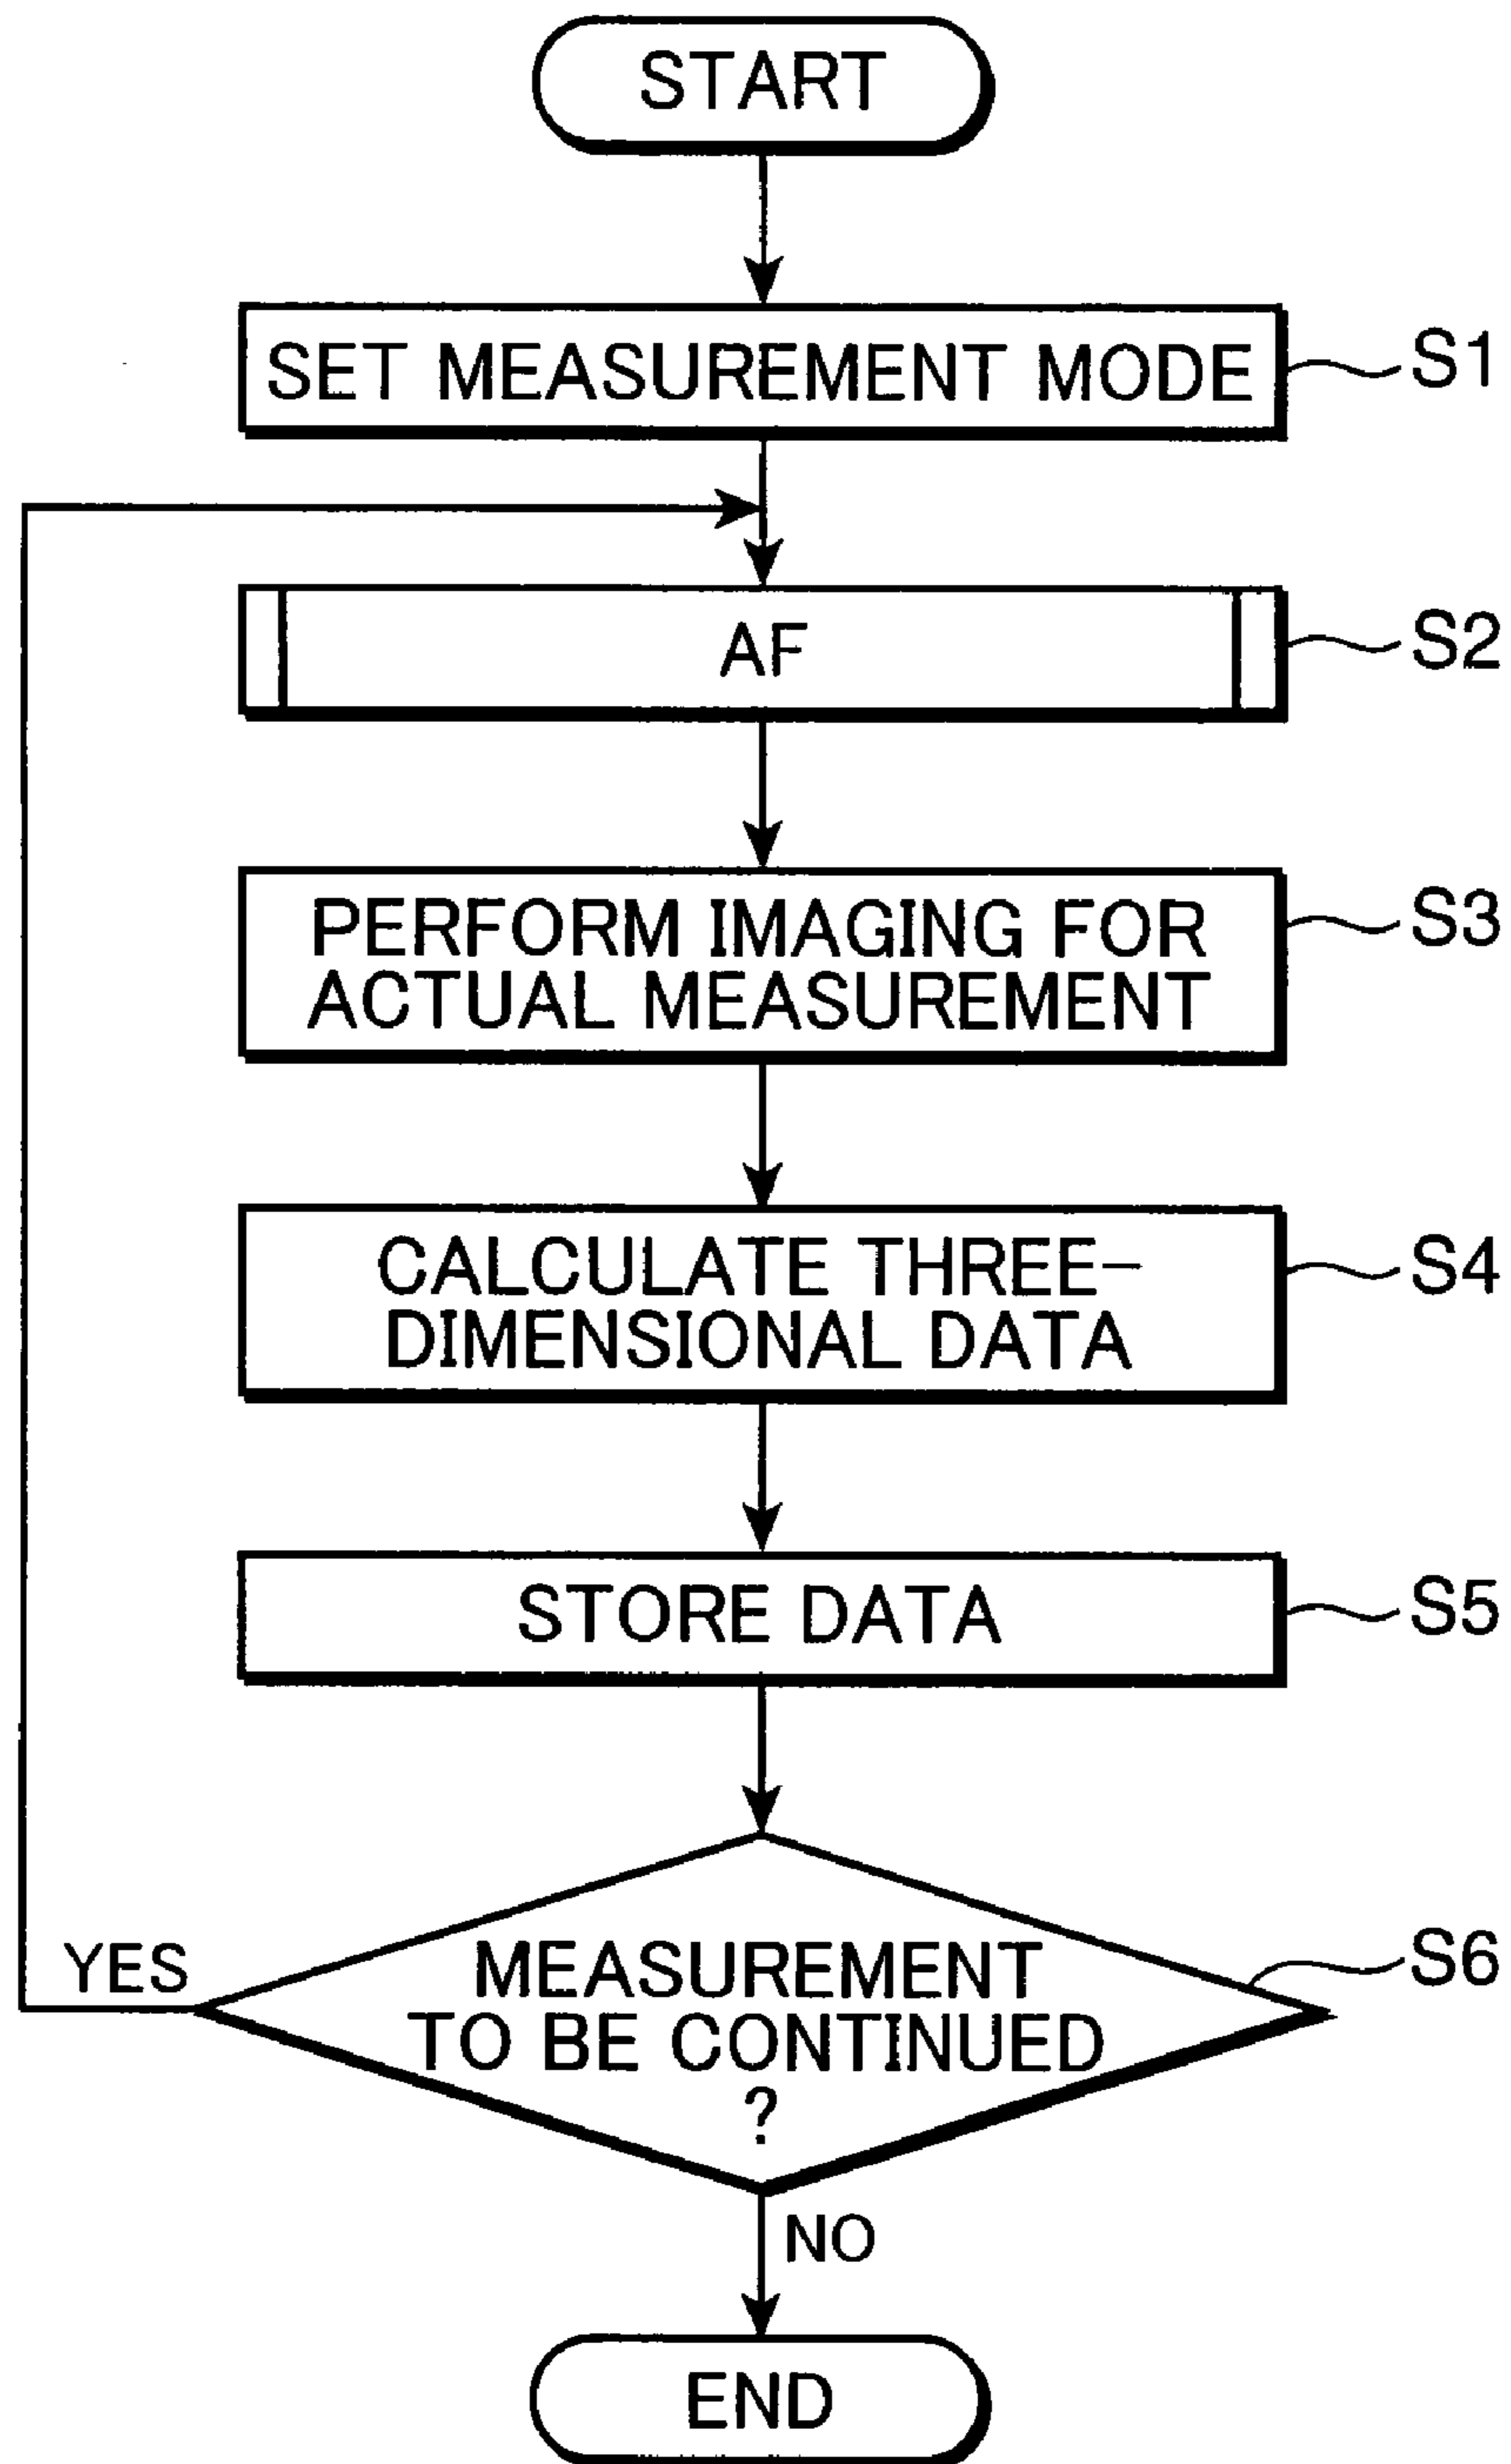 START
SET MEASUREMENT MODE
S1
AF
S2
PERFORM IMAGING FOR
ACTUAL MEASUREMENT
S3
CALCULATE THREE-
DIMENSIONAL DATA
S4
STORE DATA
S5
YES
MEASUREMENT
TO BE CONTINUED
?
S6
NO
END